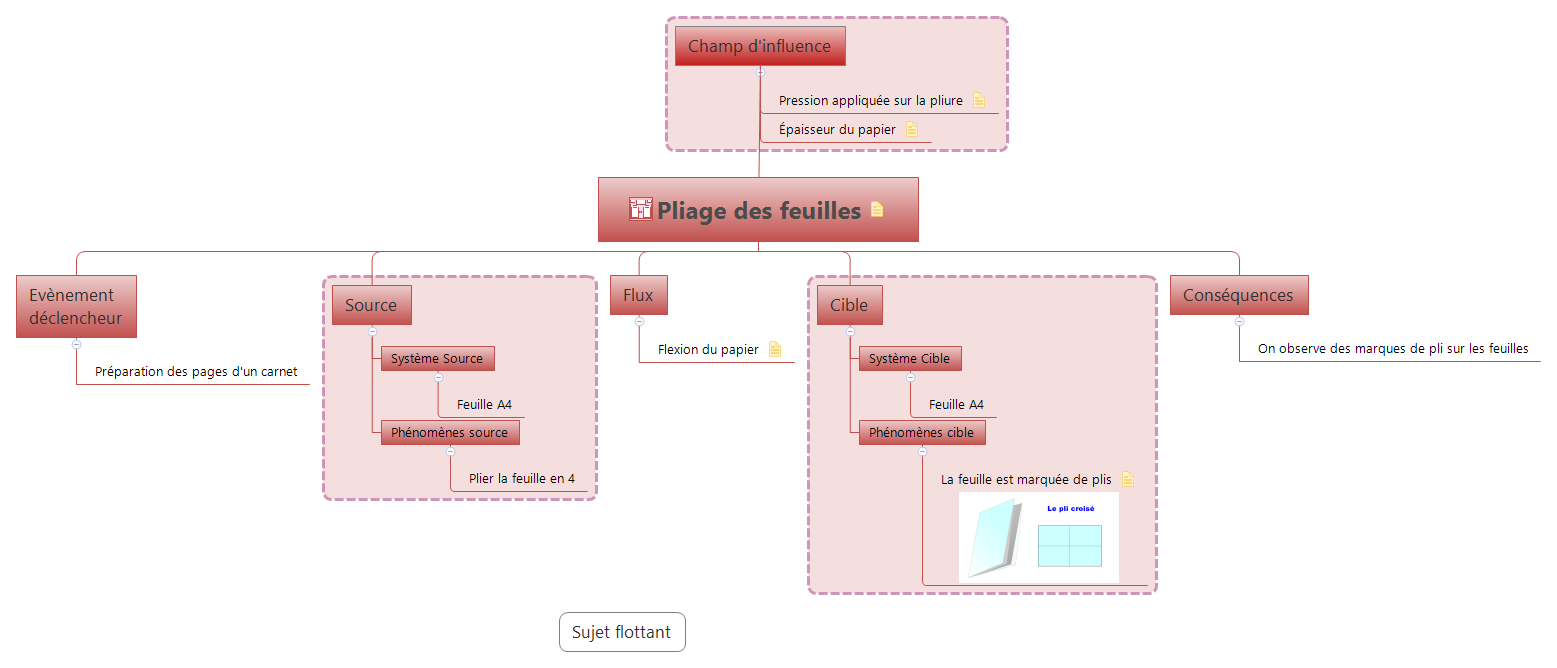 Champ d'influence
Pression appliquée sur la pliure
Épaisseur du papier
Pliage des feuilles
Evènement
déclencheur
Préparation des pages d'un carnet
Source
Système Source
Feuille A4
Phénomènes source
Plier la feuille en 4
Flux
Flexion du papier
Cible
Système Cible
Feuille A4
Phénomènes cible
La feuille est marquée de plis
Le pli croisé
Conséquences
On observe des marques de pli sur les feuilles
Sujet flottant